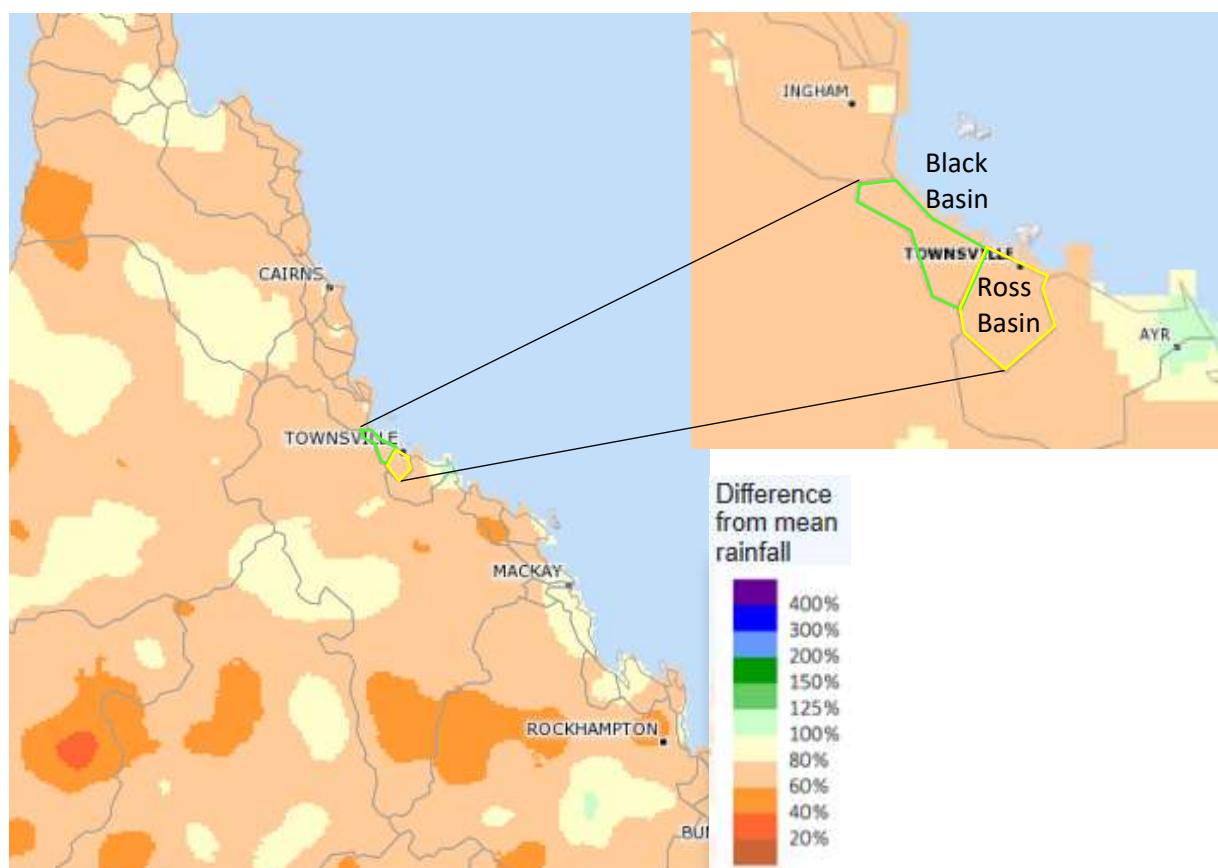 INGHAM
Black
Basin
TOWNSVILLE
Ross
Basin
AYR
CAIRNS
TOWNSVILLE
MACKAY
ROCKHAMPTON
BUN
Difference
from mean
rainfall
400%
300%
200%
150%
125%
100%
80%
60%
40%
20%